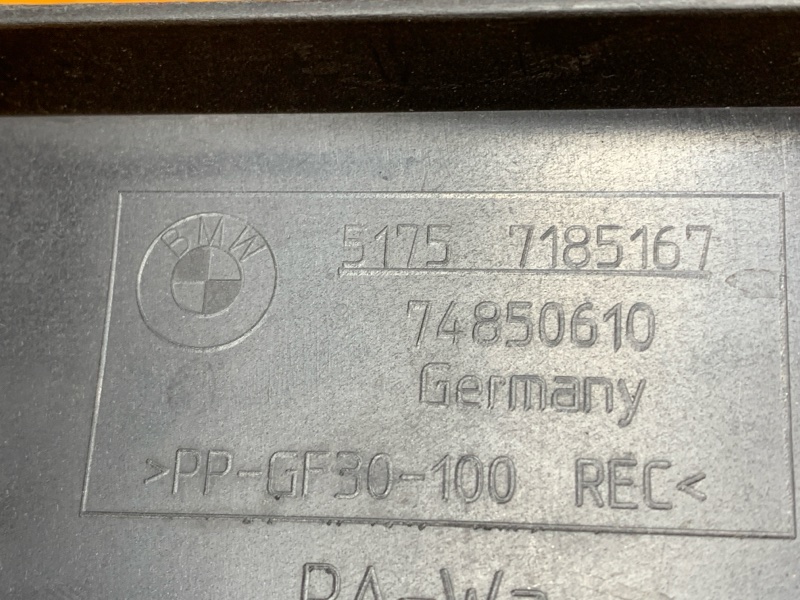 BMW
5175 7185167
74850610
Germany
>PP-GF30-100 REC<